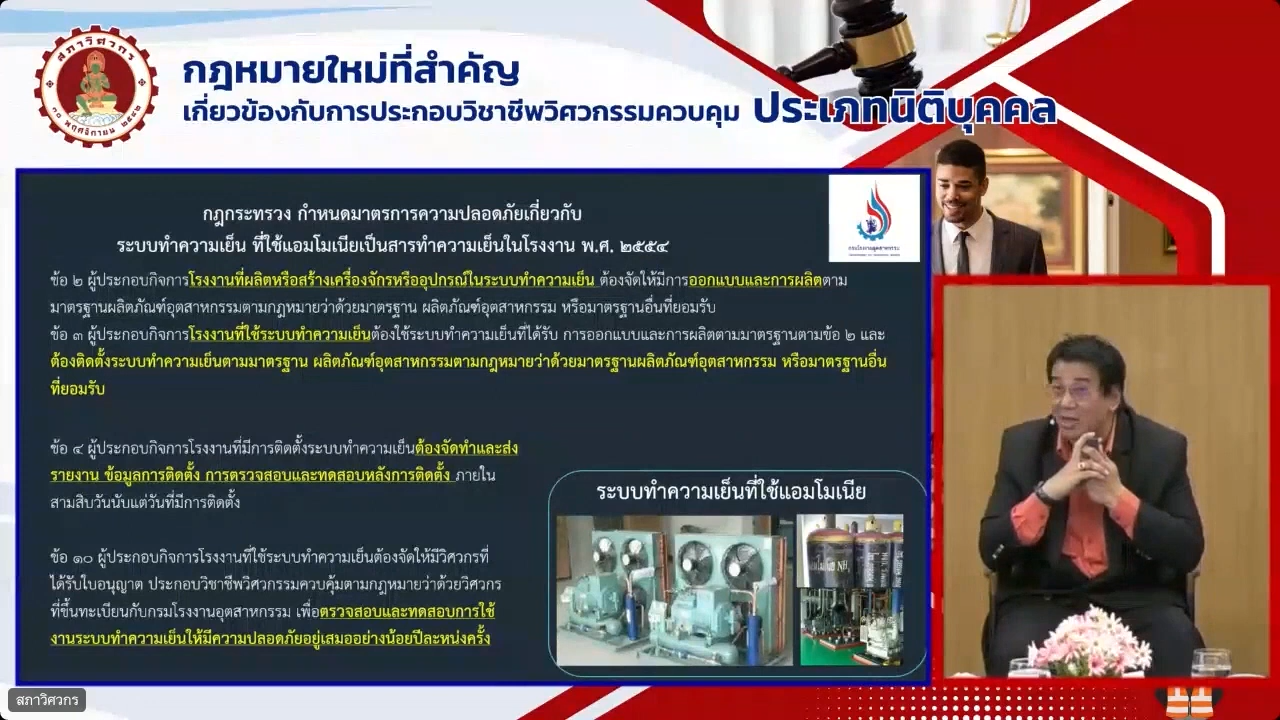 สภาวิศวกร
๓๐ พฤศจิกายน ๒๕๔๒
กฎหมายใหม่ที่สำคัญ
เกี่ยวข้องกับการประกอบวิชาชีพวิศวกรรมควบคุม ประเภทนิติบุคคล
กฎกระทรวง กำหนดมาตรการความปลอดภัยเกี่ยวกับ
ระบบทำความเย็น ที่ใช้แอมโมเนียเป็นสารทำความเย็นในโรงงาน พ.ศ. ๒๕๕๔
กรมโรงงานอุตสาหกรรม
ข้อ ๒ ผู้ประกอบกิจการโรงงานที่ผลิตหรือสร้างเครื่องจักรหรืออุปกรณ์ในระบบทำความเย็น ต้องจัดให้มีการออกแบบและการผลิตตาม
มาตรฐานผลิตภัณฑ์อุตสาหกรรมตามกฎหมายว่าด้วยมาตรฐาน ผลิตภัณฑ์อุตสาหกรรม หรือมาตรฐานอื่นที่ยอมรับ
ข้อ ๓ ผู้ประกอบกิจการโรงงานที่ใช้ระบบทำความเย็นต้องใช้ระบบทำความเย็นที่ได้รับ การออกแบบและการผลิตตามมาตรฐานตามข้อ ๒ และ
ต้องติดตั้งระบบทำความเย็นตามมาตรฐาน ผลิตภัณฑ์อุตสาหกรรมตามกฎหมายว่าด้วยมาตรฐานผลิตภัณฑ์อุตสาหกรรม หรือมาตรฐานอื่น
ที่ยอมรับ
ข้อ ๔ ผู้ประกอบกิจการโรงงานที่มีการติดตั้งระบบทำความเย็นต้องจัดทำและส่ง
รายงาน ข้อมูลการติดตั้ง การตรวจสอบและทดสอบหลังการติดตั้ง ภายใน
สามสิบวันนับแต่วันที่มีการติดตั้ง
ข้อ ๑๐ ผู้ประกอบกิจการโรงงานที่ใช้ระบบทำความเย็นต้องจัดให้มีวิศวกรที่
ได้รับใบอนุญาต ประกอบวิชาชีพวิศวกรรมควบคุ้มตามกฎหมายว่าด้วยวิศวกร
ที่ขึ้นทะเบียนกับกรมโรงงานอุตสาหกรรม เพื่อตรวจสอบและทดสอบการใช้
งานระบบทำความเย็นให้มีความปลอดภัยอยู่เสมออย่างน้อยปีละหนึ่งครั้ง
ระบบทำความเย็นที่ใช้แอมโมเนีย
สภาวิศวกร